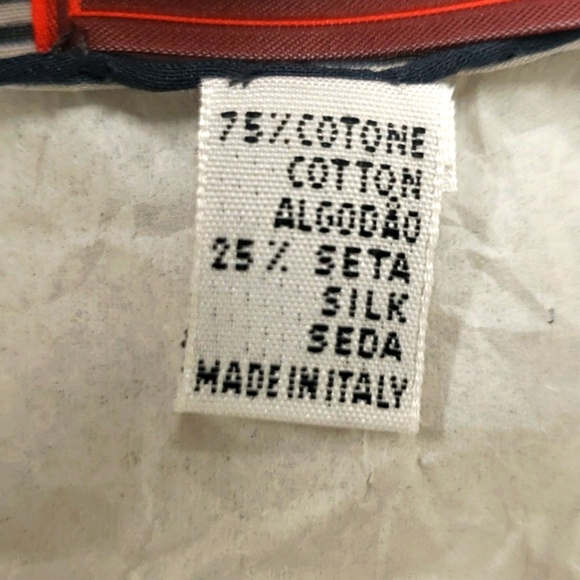 75% COTONE
COTTON
ALGODÃO
25% SETA
SILK
SEDA
MADE IN ITALY